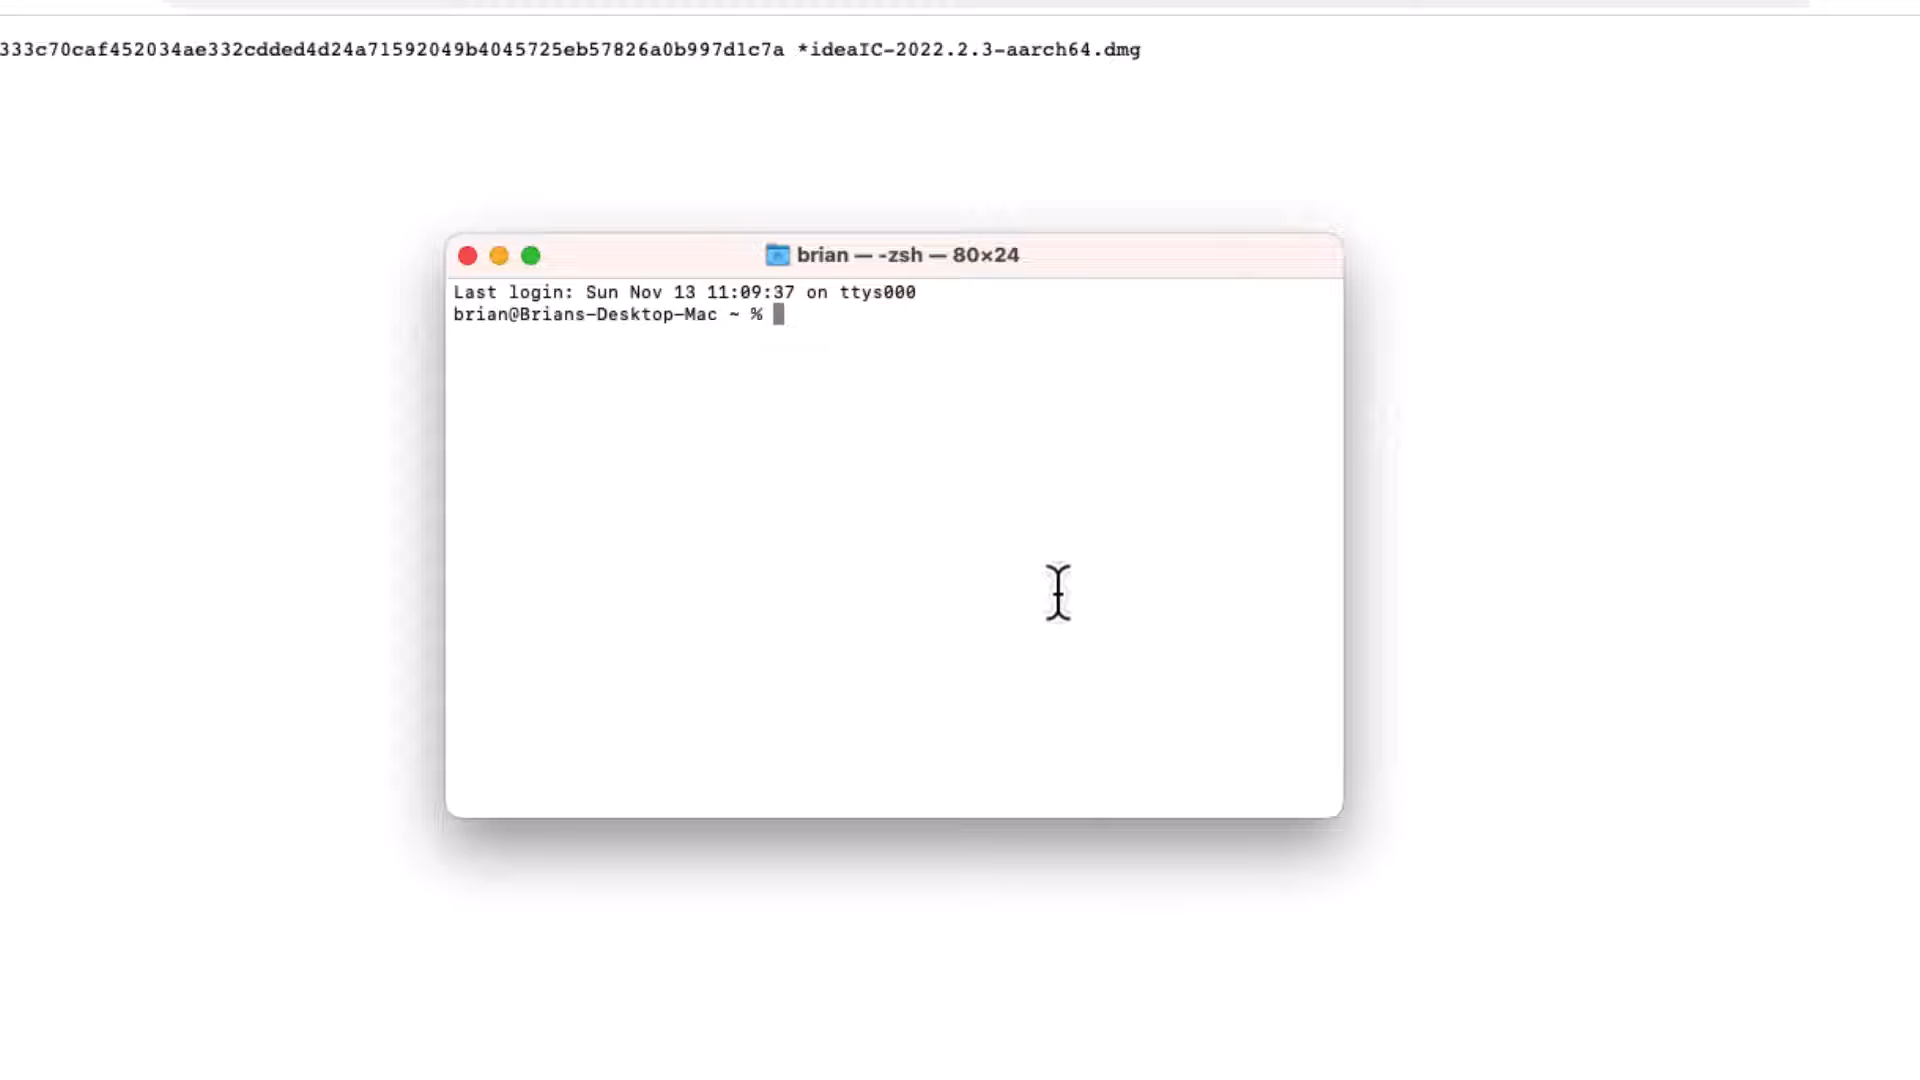 333c70caf452034ae332cdded4d24a71592049b4045725eb57826a0b997d1c7a *ideaIC-2022.2.3-aarch64.dmg
brian — -zsh — 80×24
Last login: Sun Nov 13 11:09:37 on ttys000
brian@Brians-Desktop-Mac ~ %